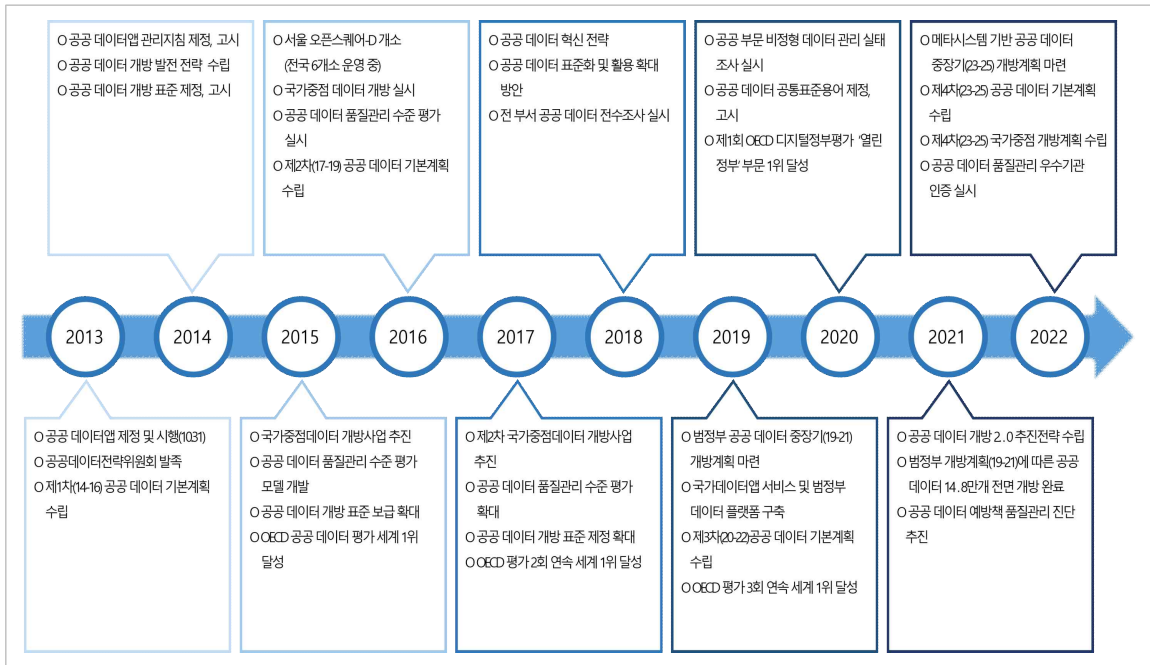 O 공공 데이터앱 관리지침 제정, 고시
O 공공 데이터 개방 발전 전략 수립
O 공공 데이터 개방 표준 제정, 고시
O 서울 오픈스퀘어-D 개소
(전국 6개소 운영 중)
O 국가중점 데이터 개방 실시
O 공공 데이터 품질관리 수준 평가
실시
O 제2차(17-19) 공공 데이터 기본계획
수립
O 공공 데이터 혁신 전략
O 공공 데이터 표준화 및 활용 확대
방안
O 전 부서 공공 데이터 전수조사 실시
O 공공 부문 비정형 데이터 관리 실태
조사 실시
O 공공 데이터 공통표준용어 제정,
고시
O 제1회 OECD 디지털정부평가 '열린
정부' 부문 1위 달성
O 메타시스템 기반 공공 데이터
중장기(23-25) 개방계획 마련
O 제4차(23-25) 공공 데이터 기본계획
수립
O 제4차(23-25) 국가중점 개방계획 수립
O 공공 데이터 품질관리 우수기관
인증 실시
2013
2014
2015
2016
2017
2018
2019
2020
2021
2022
O 공공 데이터앱 제정 및 시행(1031)
O 공공데이터전략위원회 발족
O 제1차(14-16) 공공 데이터 기본계획
수립
O 국가중점데이터 개방사업 추진
O 공공 데이터 품질관리 수준 평가
모델 개발
O 공공 데이터 개방 표준 보급 확대
O OECD 공공 데이터 평가 세계 1위
달성
O 제2차 국가중점데이터 개방사업
추진
O 공공 데이터 품질관리 수준 평가
확대
O 공공 데이터 개방 표준 제정 확대
O OECD 평가 2회 연속 세계 1위 달성
O 범정부 공공 데이터 중장기(19-21)
개방계획 마련
O 국가데이터앱 서비스 및 범정부
데이터 플랫폼 구축
O 제3차(20-22)공공 데이터 기본계획
수립
O OECD 평가 3회 연속 세계 1위 달성
O 공공 데이터 개방 2..0 추진전략 수립
O 범정부 개방계획(19-21)에 따른 공공
데이터 14.8만개 전면 개방 완료
O 공공 데이터 예방책 품질관리 진단
추진